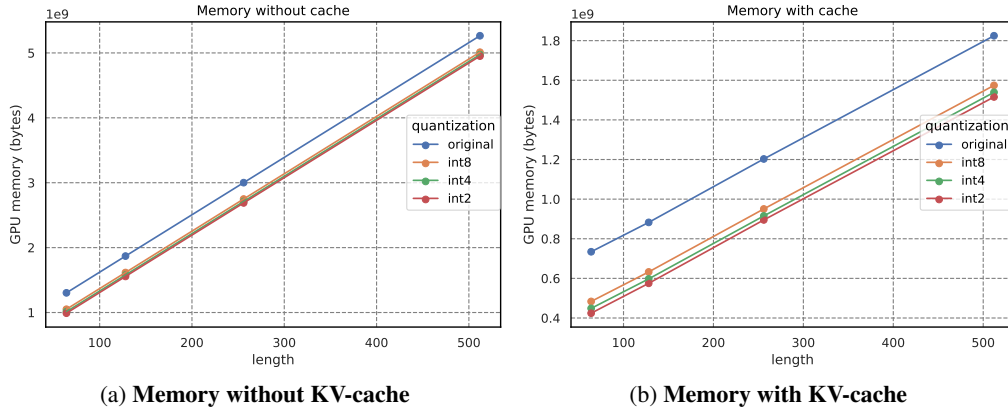 Memory without cache
1e9
5
4
3
2
1
GPU memory (bytes)
100
200
300
400
500
length
quantization
original
int8
int4
int2
(a) Memory without KV-cache
Memory with cache
1e9
1.8
1.6
1.4
1.2
1.0
0.8
0.6
0.4
GPU memory (bytes)
100
200
300
400
500
length
quantization
original
int8
int4
int2
(b) Memory with KV-cache